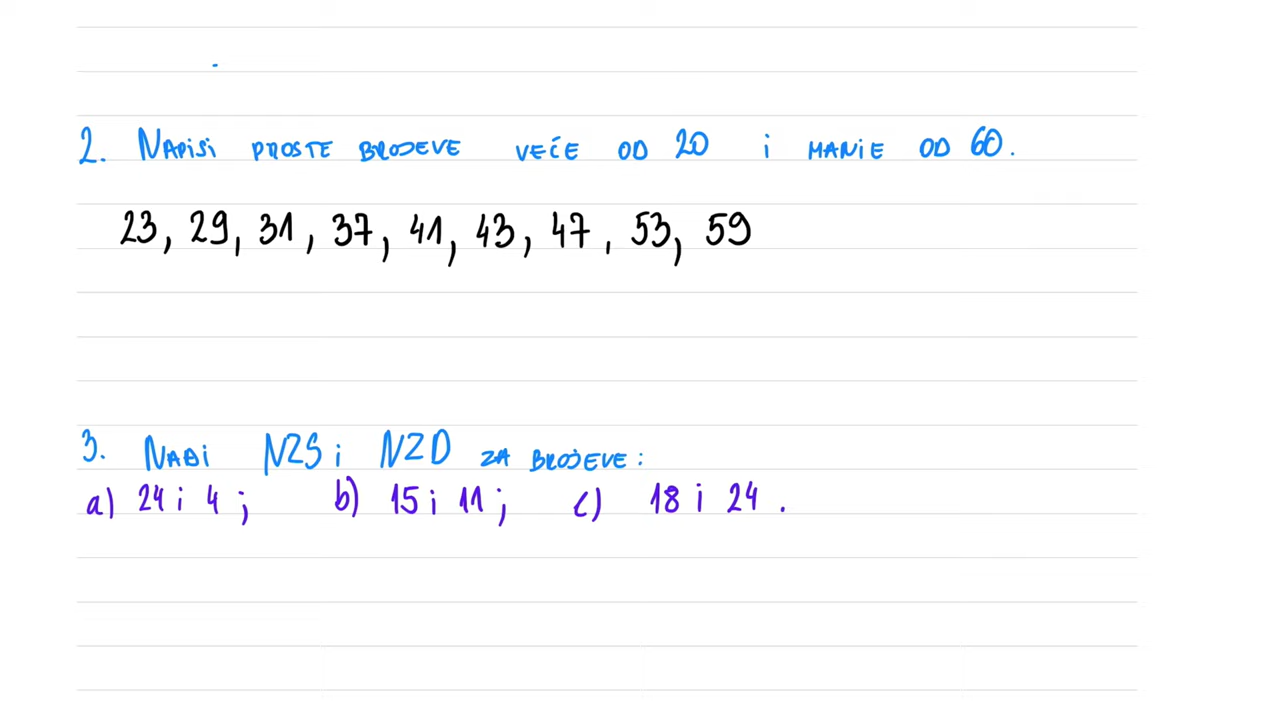 2. NAPIŠI PROSTE BROJEVE VEĆE OD 20 i MANJE OD 60.
23, 29, 31, 37, 41, 43, 47, 53, 59
3. NAĐI NZS i NZD ZA BROJEVE:
a) 24 i 4; b) 15 i 11; c) 18 i 24.